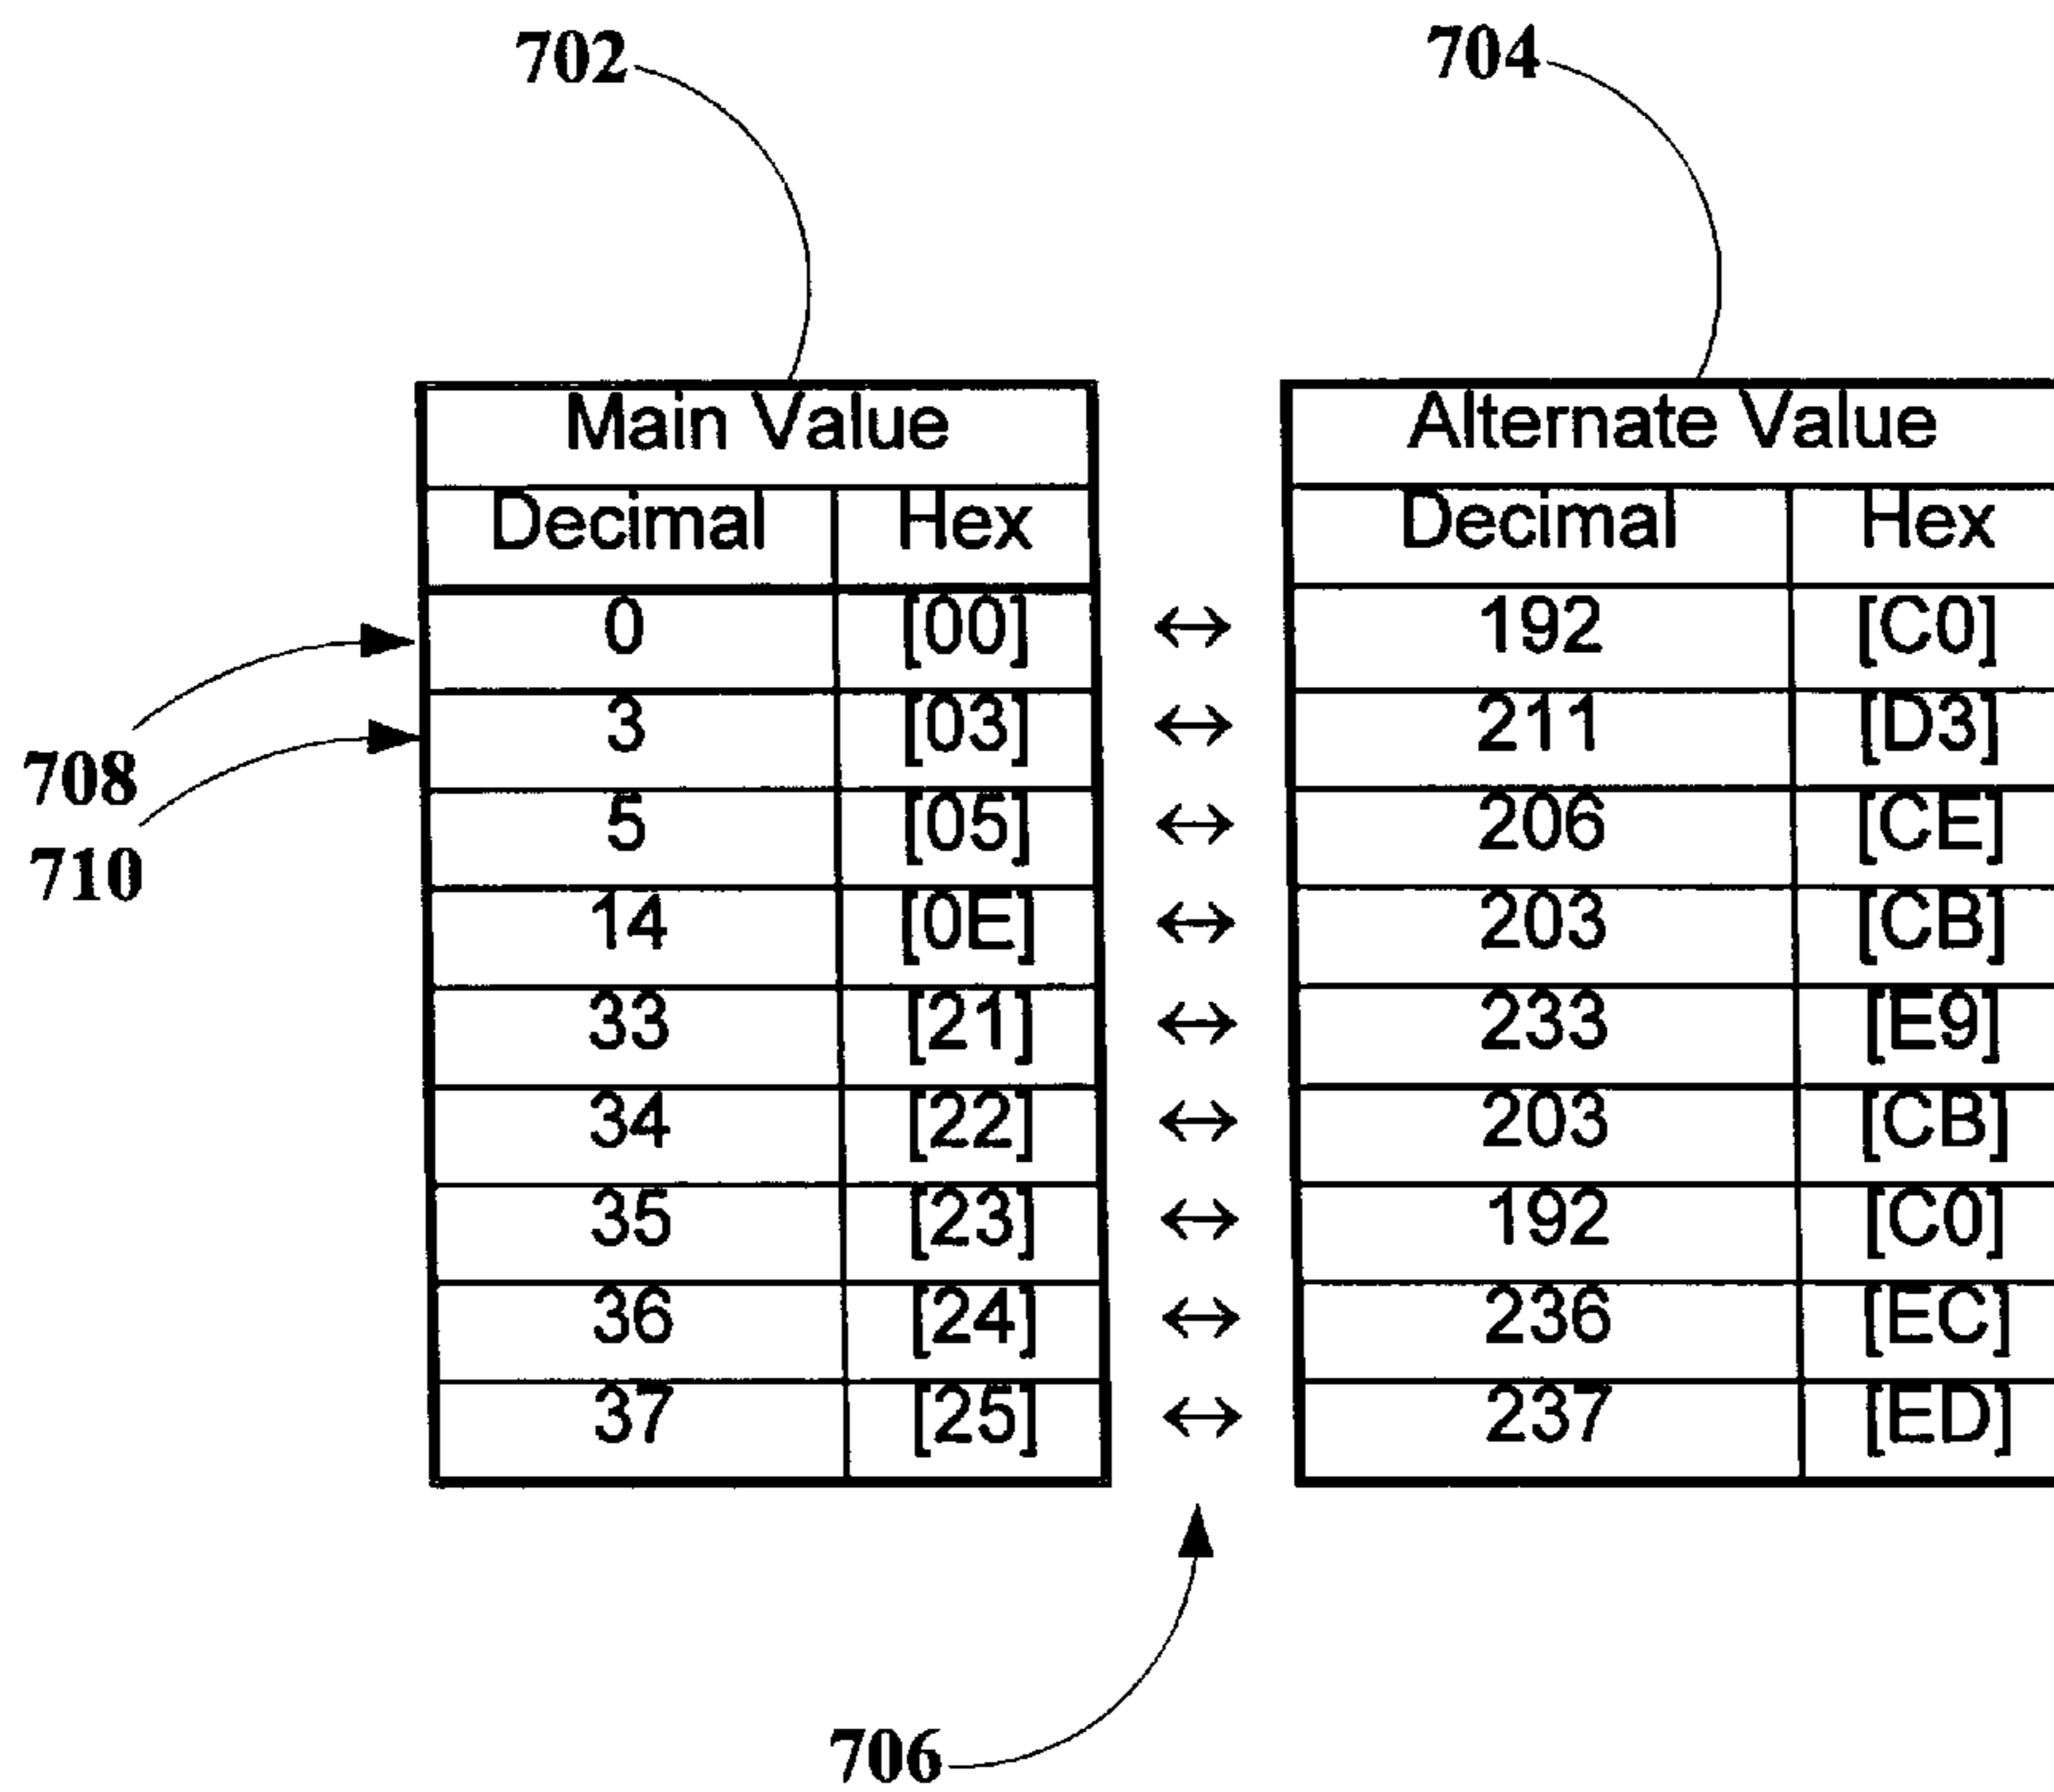 702 704
Main Value Alternate Value
Decimal Hex Decimal Hex
0 [00] ↔ 192 [C0]
3 [03] ↔ 211 [D3]
5 [05] ↔ 206 [CE]
14 [0E] ↔ 203 [CB]
33 [21] ↔ 233 [E9]
34 [22] ↔ 203 [CB]
35 [23] ↔ 192 [C0]
36 [24] ↔ 236 [EC]
37 [25] ↔ 237 [ED]
708
710
706